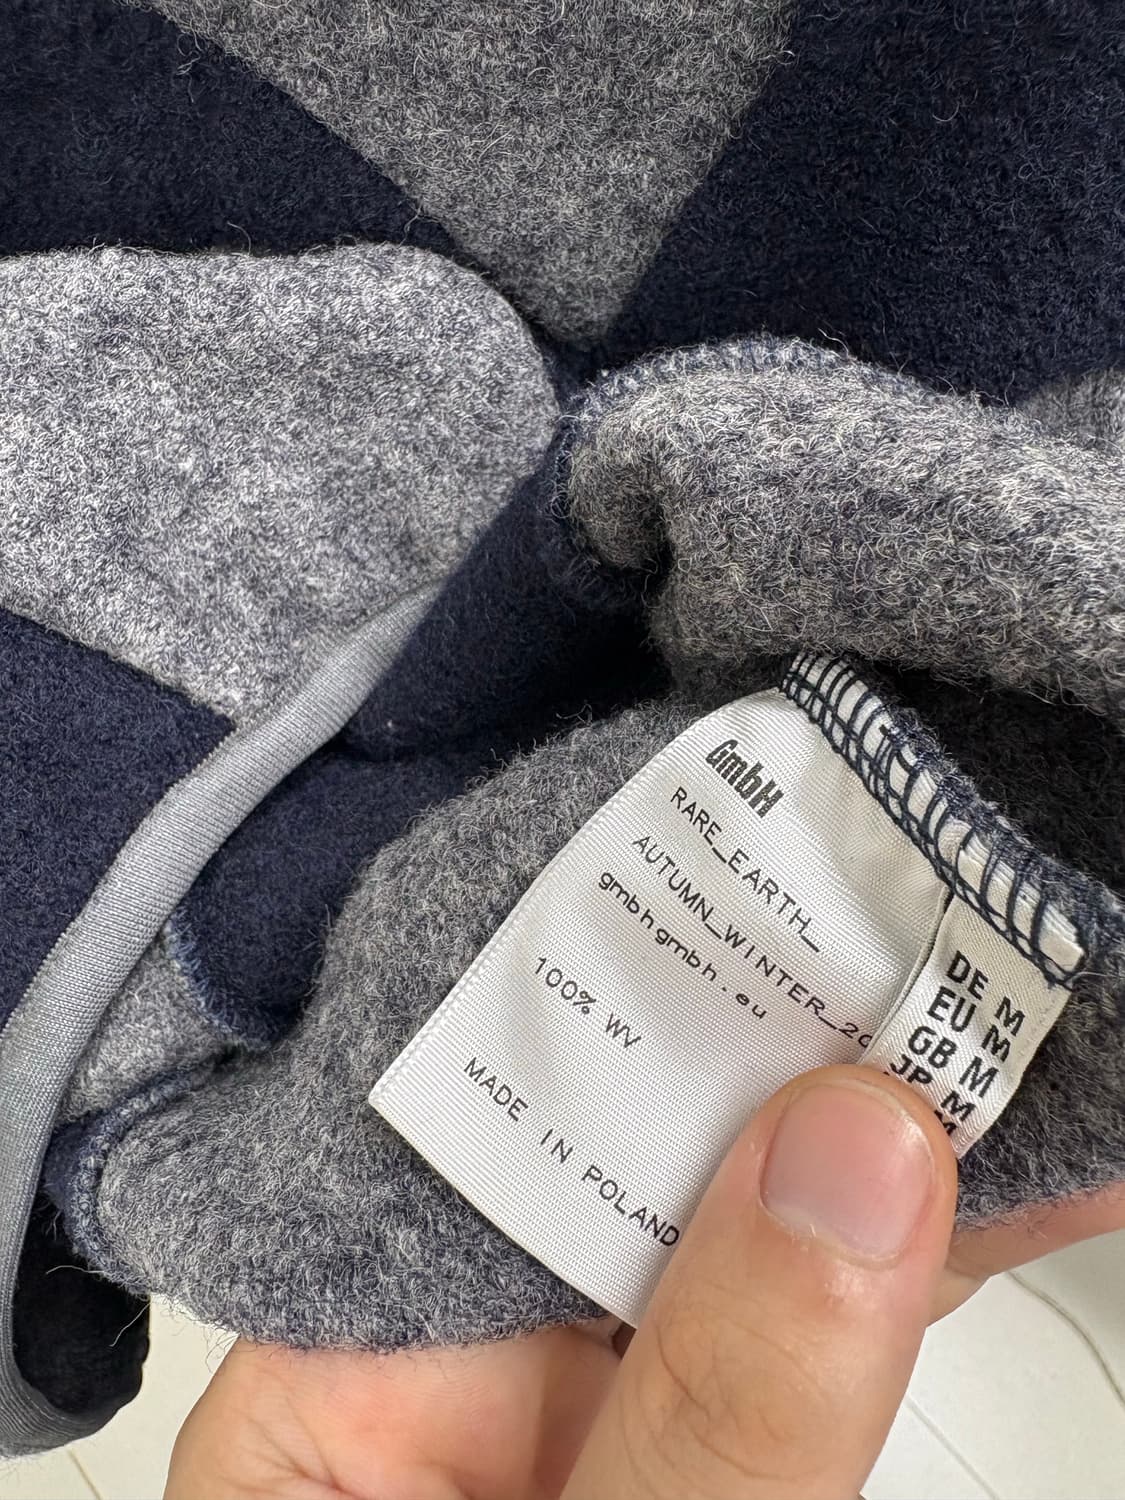 GmbH
RARE_EARTH_
AUTUMN_WINTER_20
gmbhgmbh.eu
100% WV
MADE IN POLAND
DE M
EU M
GB M
JP M
M